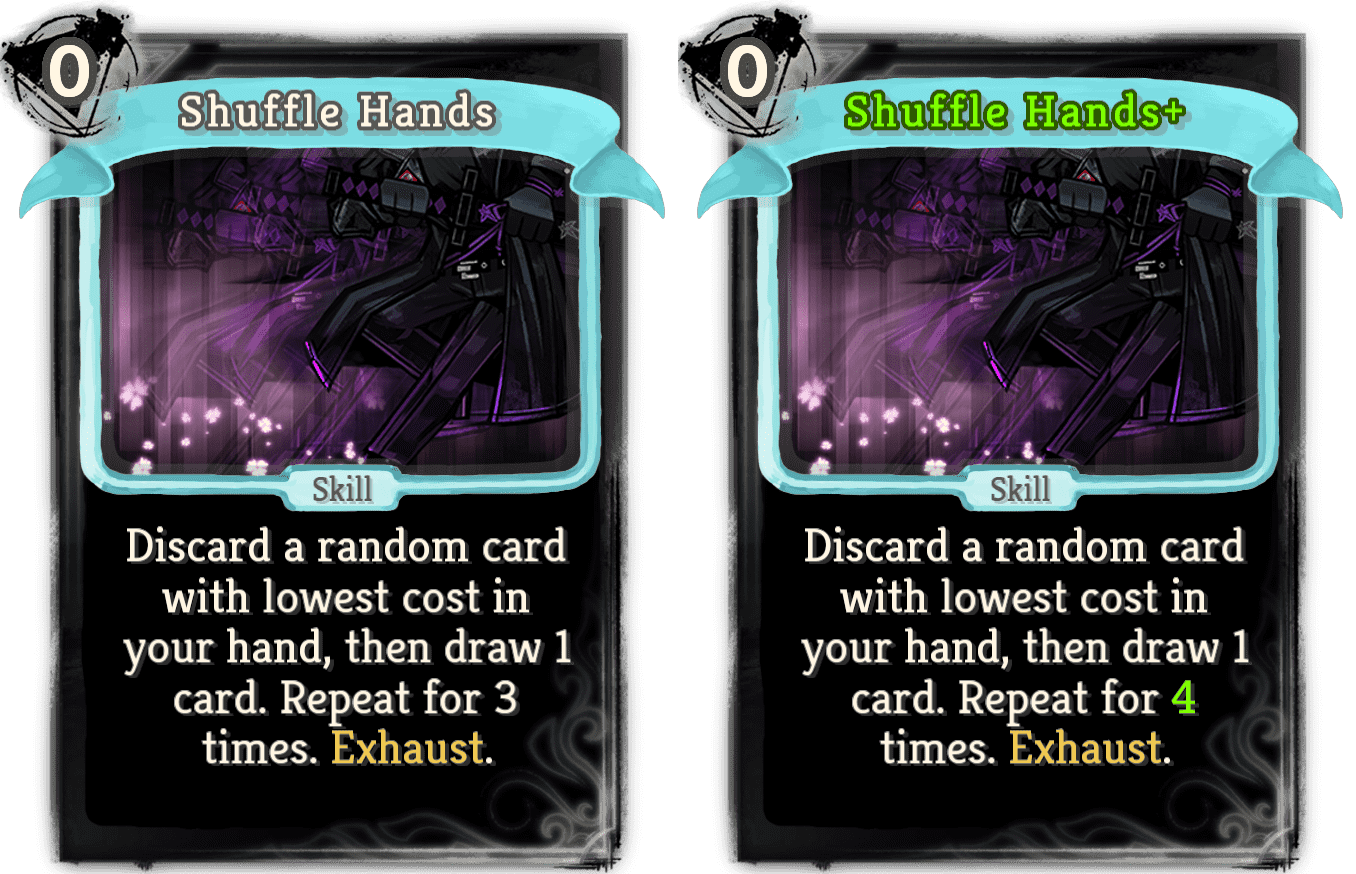 0
Shuffle Hands
Skill
Discard a random card
with lowest cost in
your hand, then draw 1
card. Repeat for 3
times. Exhaust.
0
Shuffle Hands+
Skill
Discard a random card
with lowest cost in
your hand, then draw 1
card. Repeat for 4
times. Exhaust.